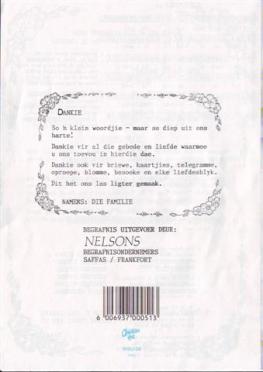 DANKIE
So 'n klein woordjie - maar so diep uit ons
harte!
Dankie vir al die gebede en liefde waarmee
u ons toevou in hierdie dae.
Dankie ook vir briewe, kaartjies, telegramme,
oproepe, blomme, besoeke en elke liefdesblyk.
Dit het ons las ligter gemaak.
NAMENS: DIE FAMILIE
BEGRAFNIS UITGEVOER DEUR:
NELSONS
BEGRAFNISONDERNEMERS
SAFFAS / FRANKFORT
6 006937 000513